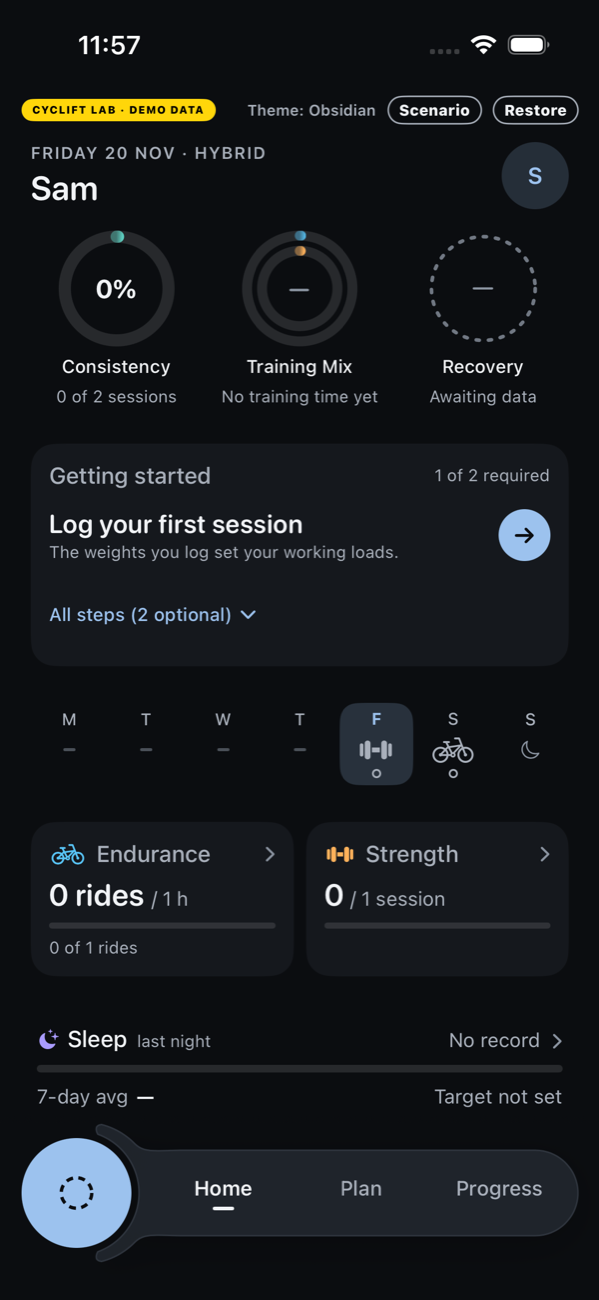 11:57
CYCLIFT LAB · DEMO DATA Theme: Obsidian Scenario Restore
FRIDAY 20 NOV · HYBRID
Sam
S
0% — —
Consistency Training Mix Recovery
0 of 2 sessions No training time yet Awaiting data
Getting started 1 of 2 required
Log your first session
The weights you log set your working loads.
All steps (2 optional)
M T W T F S S
Endurance Strength
0 rides / 1 h 0 / 1 session
0 of 1 rides
Sleep last night No record
7-day avg — Target not set
Home Plan Progress